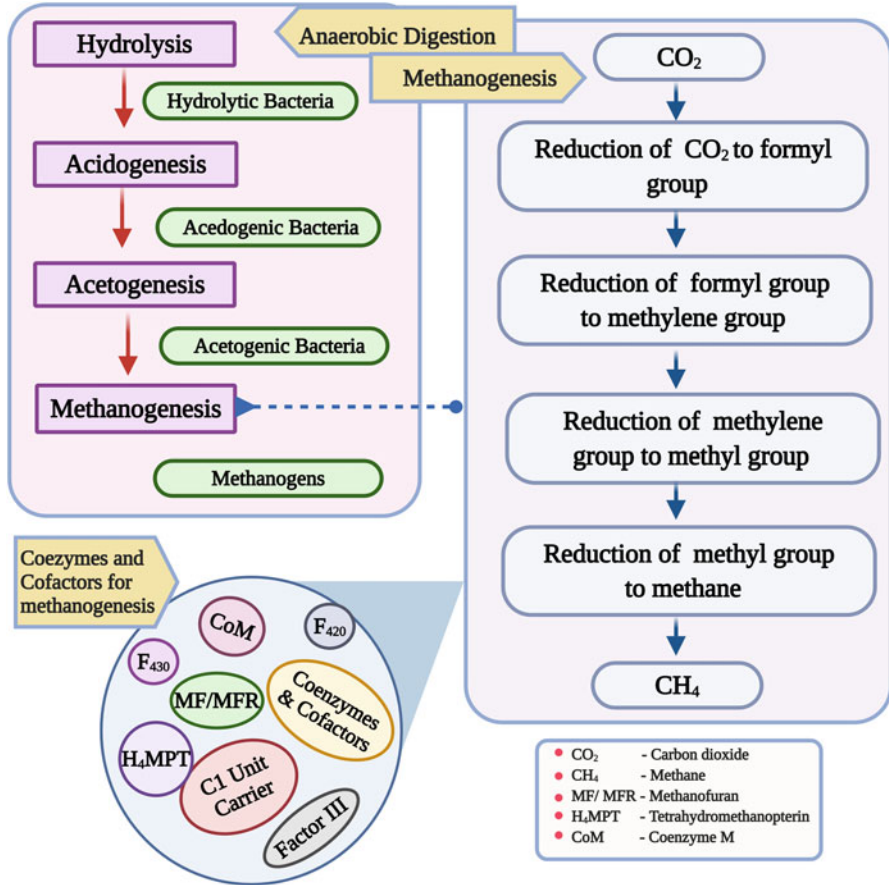 Anaerobic Digestion
Methanogenesis
Hydrolysis
Hydrolytic Bacteria
Acidogenesis
Acedogenic Bacteria
Acetogenesis
Acetogenic Bacteria
Methanogenesis
Methanogens
CO₂
Reduction of CO₂ to formyl
group
Reduction of formyl group
to methylene group
Reduction of methylene
group to methyl group
Reduction of methyl group
to methane
CH₄
Coezymes and
Cofactors for
methanogenesis
CoM
F₄₂₀
F₄₃₀
MF/MFR
Coenzymes
& Cofactors
H₄MPT
C1 Unit
Carrier
Factor III
CO₂ - Carbon dioxide
CH₄ - Methane
MF/ MFR - Methanofuran
H₄MPT - Tetrahydromethanopterin
CoM - Coenzyme M